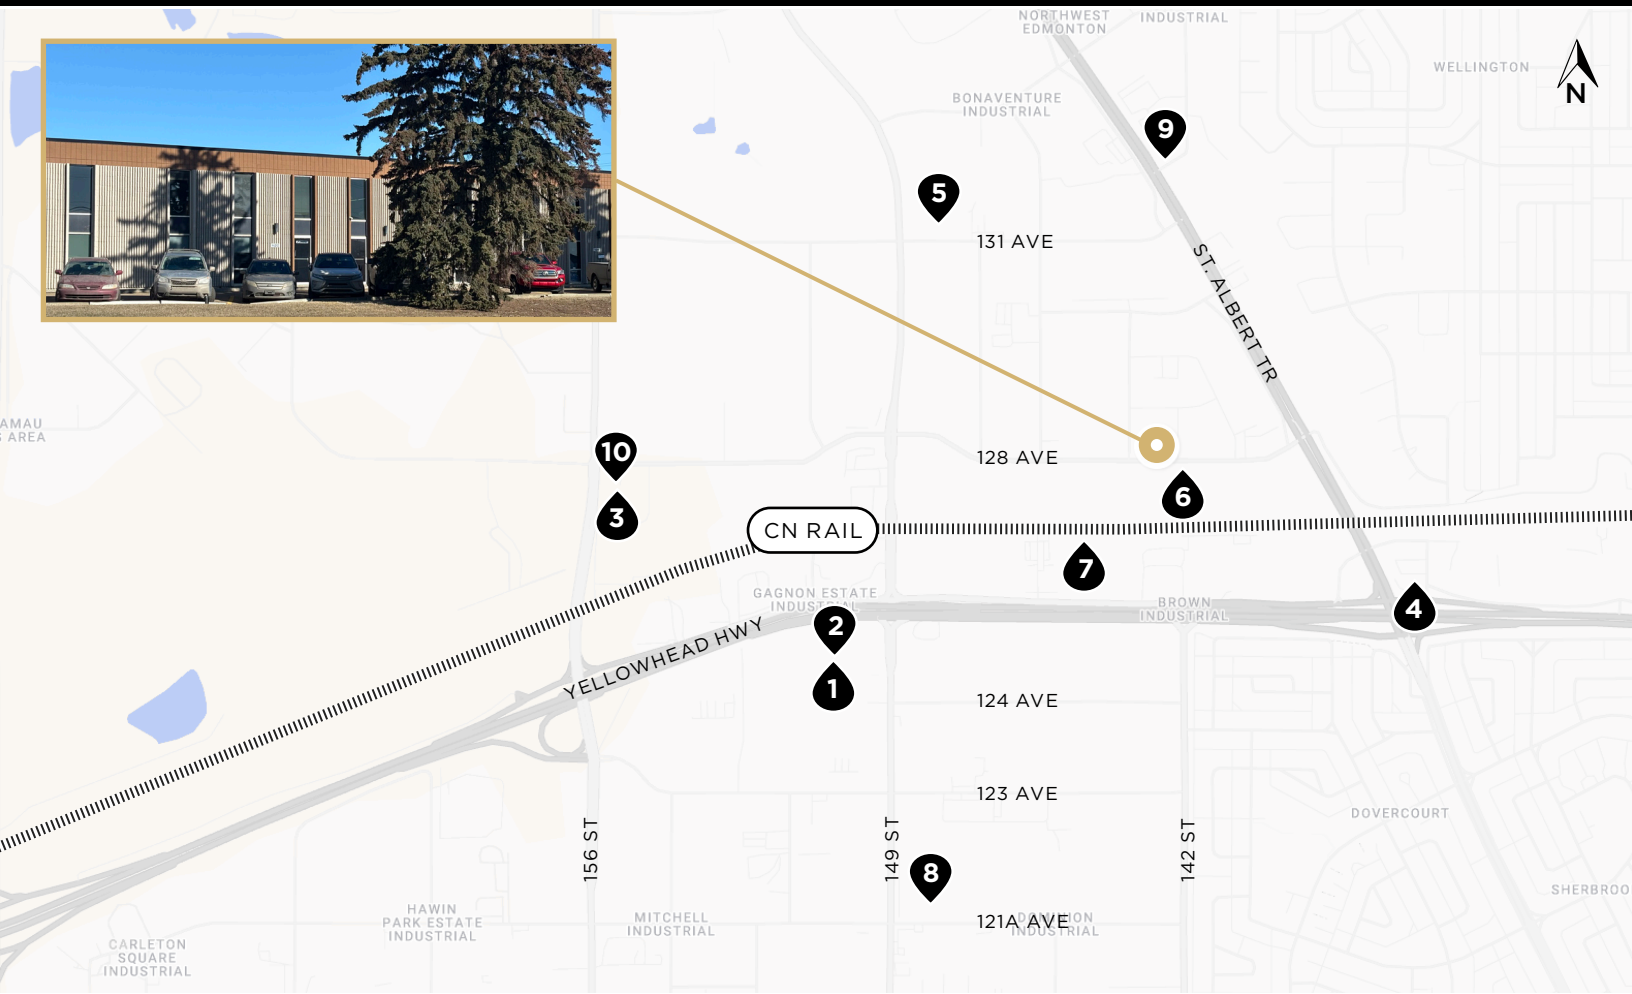 NORTHWEST
EDMONTON
INDUSTRIAL
WELLINGTON
N
BONAVENTURE
INDUSTRIAL
9
5
131 AVE
ST. ALBERT TR
AMAU
S AREA
10
128 AVE
6
3
CN RAIL
7
GAGNON ESTATE
INDUSTRIAL
BROWN
INDUSTRIAL
4
2
YELLOWHEAD HWY
1
124 AVE
123 AVE
DOVERCOURT
156 ST
149 ST
142 ST
8
SHERBROO
HAWIN
PARK ESTATE
INDUSTRIAL
MITCHELL
INDUSTRIAL
121A AVE
DOMINION
INDUSTRIAL
CARLETON
SQUARE
INDUSTRIAL